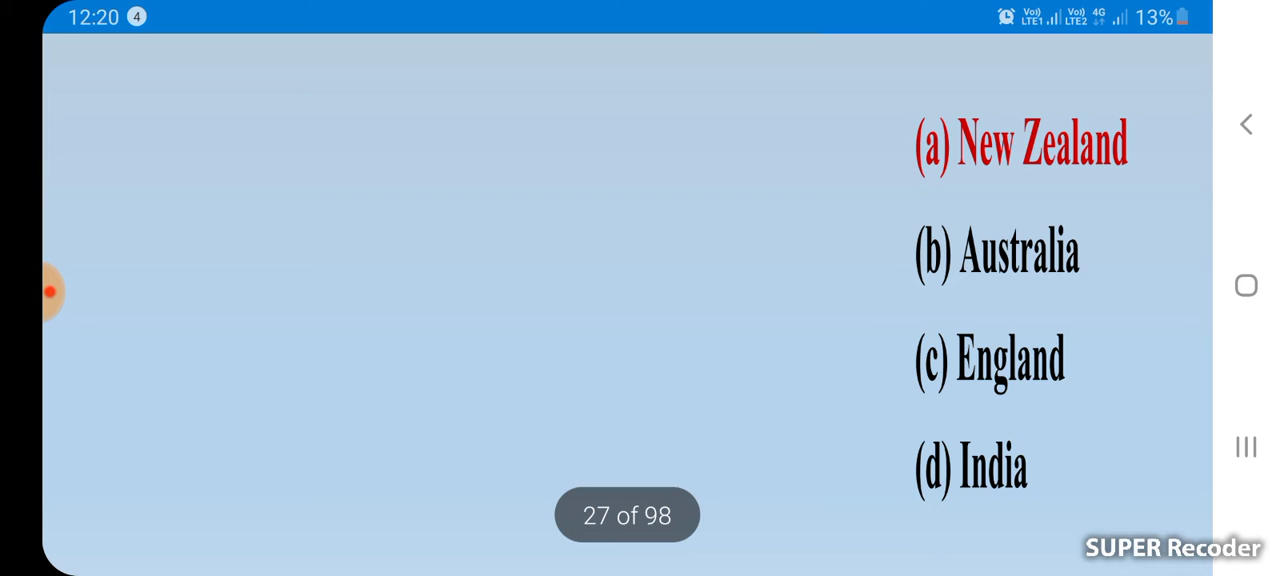 12:20 4 Vo)) LTE1 Vo)) LTE2 4G 13%
(a) New Zealand
(b) Australia
(c) England
(d) India
27 of 98
SUPER Recoder